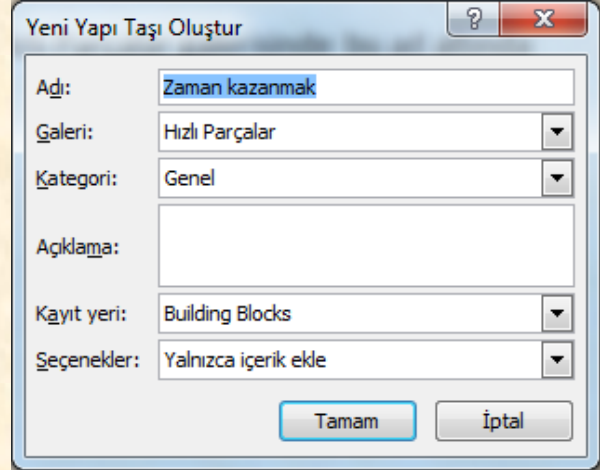 Yeni Yapı Taşı Oluştur
Adı: Zaman kazanmak
Galeri: Hızlı Parçalar
Kategori: Genel
Açıklama:
Kayıt yeri: Building Blocks
Seçenekler: Yalnızca içerik ekle
Tamam İptal